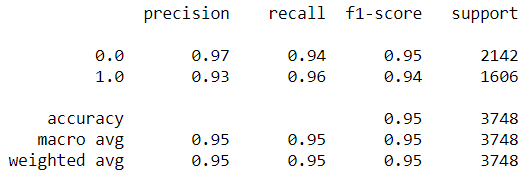 precision recall f1-score support
0.0 0.97 0.94 0.95 2142
1.0 0.93 0.96 0.94 1606
accuracy 0.95 3748
macro avg 0.95 0.95 0.95 3748
weighted avg 0.95 0.95 0.95 3748